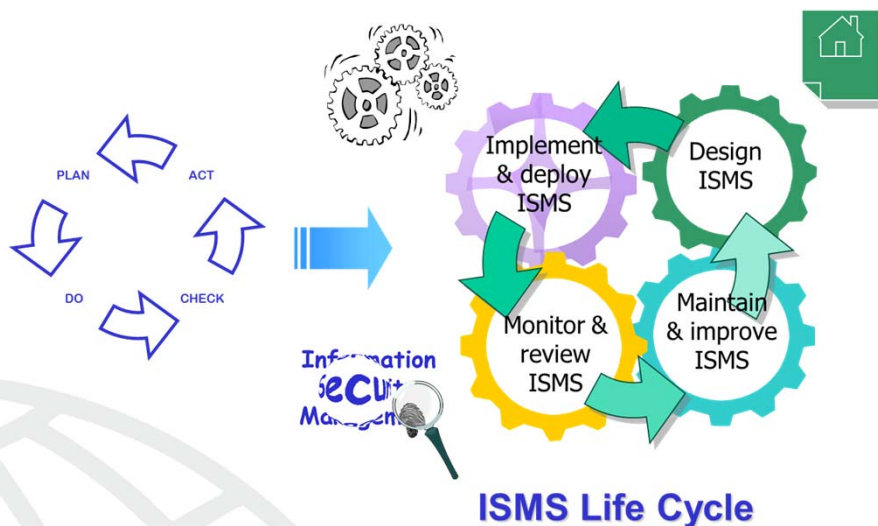 PLAN
ACT
DO
CHECK
Implement
& deploy
ISMS
Design
ISMS
Monitor &
review
ISMS
Maintain
& improve
ISMS
Information
Security
ISMS Life Cycle